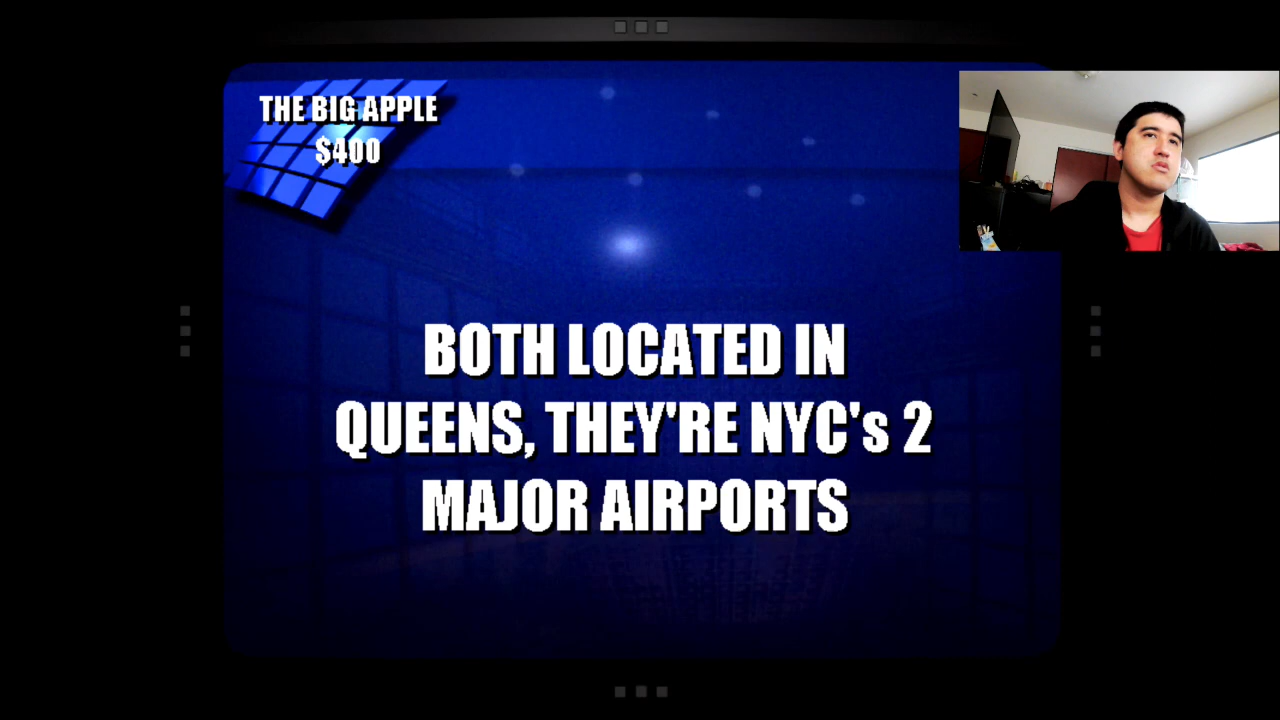 THE BIG APPLE
$400
BOTH LOCATED IN
QUEENS, THEY'RE NYC's 2
MAJOR AIRPORTS